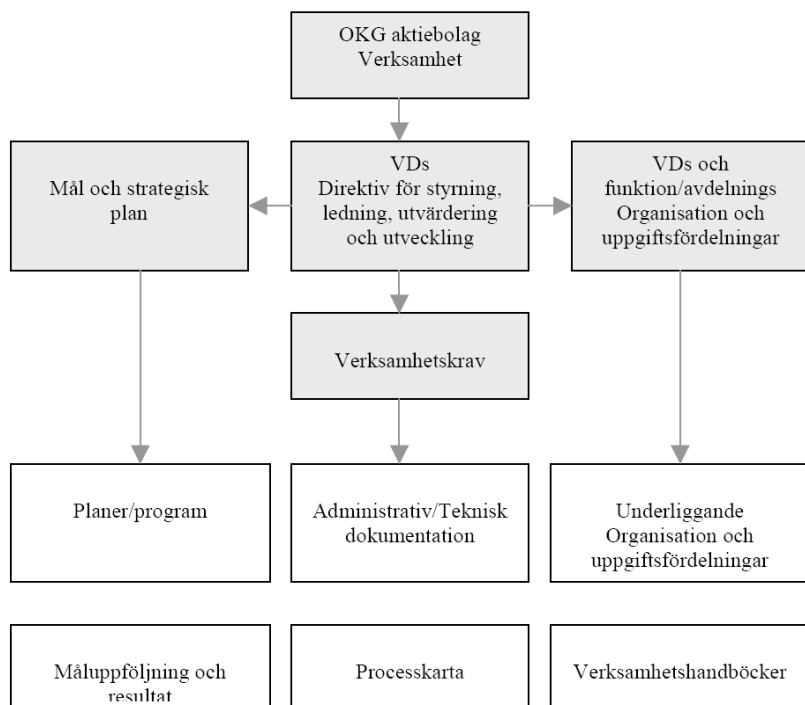 OKG aktiebolag
Verksamhet
Mål och strategisk
plan
VDs
Direktiv för styrning,
ledning, utvärdering
och utveckling
VDs och
funktion/avdelnings
Organisation och
uppgiftsfördelningar
Verksamhetskrav
Planer/program
Administrativ/Teknisk
dokumentation
Underliggande
Organisation och
uppgiftsfördelningar
Måluppföljning och
resultat
Processkarta
Verksamhetshandböcker